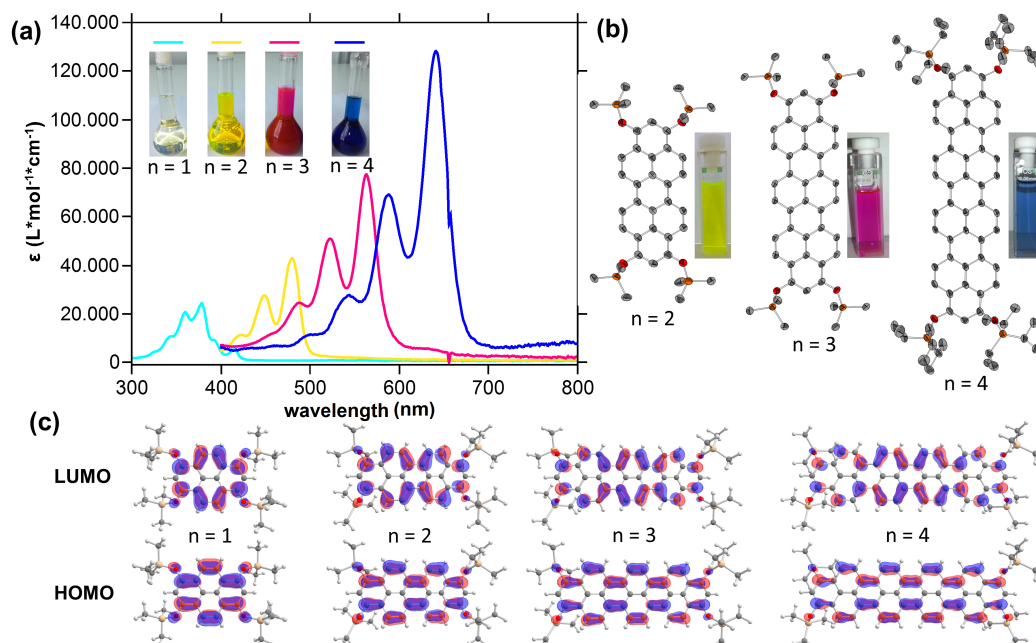 (a)
140.000
120.000
100.000
80.000
60.000
40.000
20.000
0
ε (L*mol⁻¹*cm⁻¹)
n = 1
n = 2
n = 3
n = 4
300
400
500
600
700
800
wavelength (nm)
(b)
n = 2
n = 3
n = 4
(c)
LUMO
n = 1
n = 2
n = 3
n = 4
HOMO